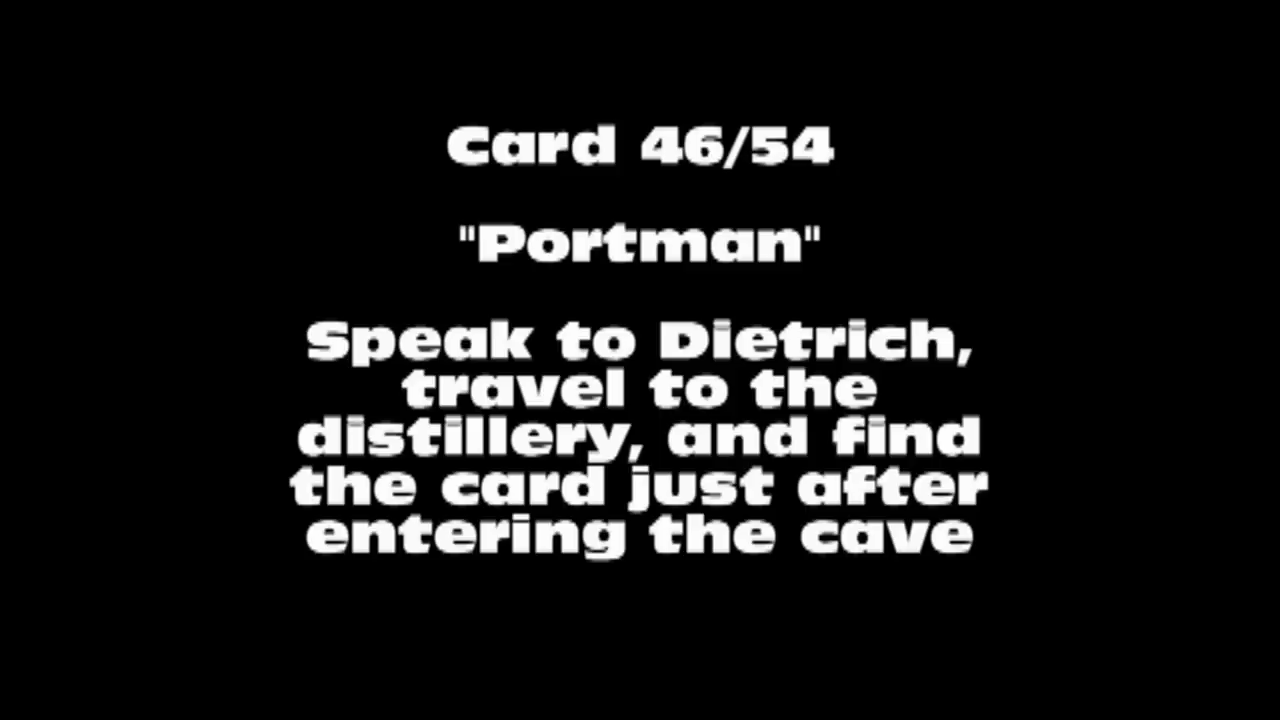 Card 46/54
"Portman"
Speak to Dietrich,
travel to the
distillery, and find
the card just after
entering the cave